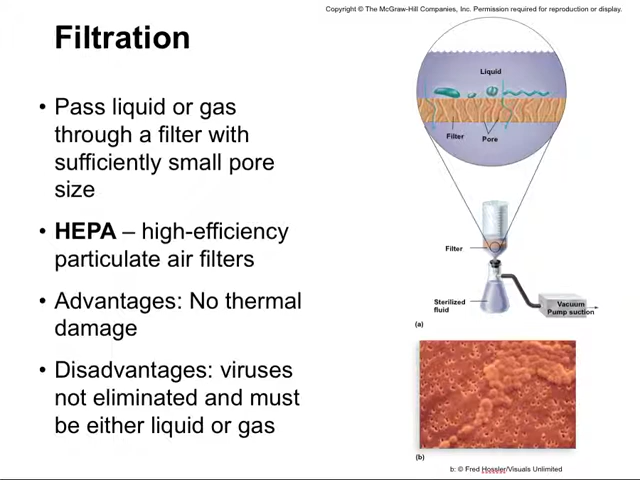 Copyright © The McGraw-Hill Companies, Inc. Permission required for reproduction or display.
Filtration
• Pass liquid or gas
through a filter with
sufficiently small pore
size
• HEPA – high-efficiency
particulate air filters
• Advantages: No thermal
damage
• Disadvantages: viruses
not eliminated and must
be either liquid or gas
Liquid
Filter
Pore
Filter
Sterilized
fluid
Vacuum
Pump suction
(a)
(b)
b: © Fred Hossler/Visuals Unlimited